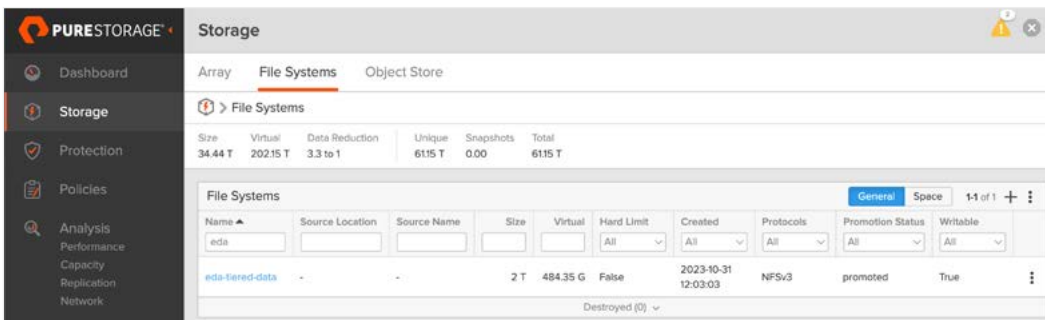 PURESTORAGE®
Storage
2
Dashboard
Array File Systems Object Store
Storage
> File Systems
Protection
Size Virtual Data Reduction Unique Snapshots Total
34.44 T 202.15 T 3.3 to 1 61.15 T 0.00 61.15 T
Policies
File Systems General Space 1-1 of 1
Analysis
Performance
Capacity
Replication
Network
Name Source Location Source Name Size Virtual Hard Limit Created Protocols Promotion Status Writable
eda All All All All All
eda-tiered-data - - 2 T 484.35 G False 2023-10-31 12:03:03 NFSv3 promoted True
Destroyed (0)